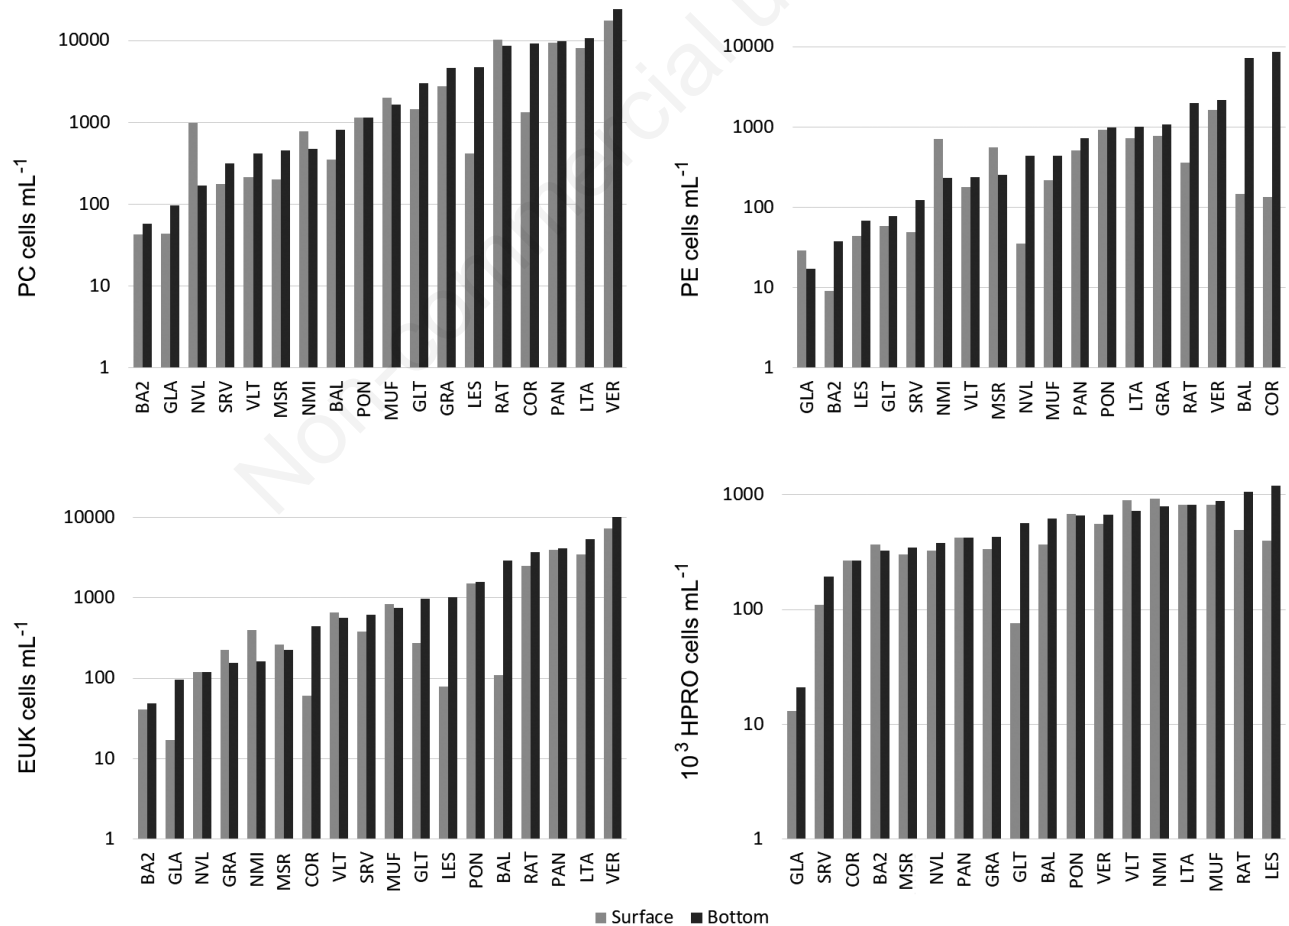 PC cells mL-1
10000
1000
100
10
1
BA2 GLA NVL SRV VLT MSR NMI BAL PON MUF GLT GRA LES RAT COR PAN LTA VER
PE cells mL-1
10000
1000
100
10
1
GLA BA2 LES GLT SRV NMI VLT MSR NVL MUF PAN PON LTA GRA RAT VER BAL COR
EUK cells mL-1
10000
1000
100
10
1
BA2 GLA NVL GRA NMI MSR COR VLT SRV MUF GLT LES PON BAL RAT PAN LTA VER
10³ HPRO cells mL-1
1000
100
10
1
GLA SRV COR BA2 MSR NVL PAN GRA GLT BAL PON VER VLT NMI LTA MUF RAT LES
Surface Bottom
Non-commercial